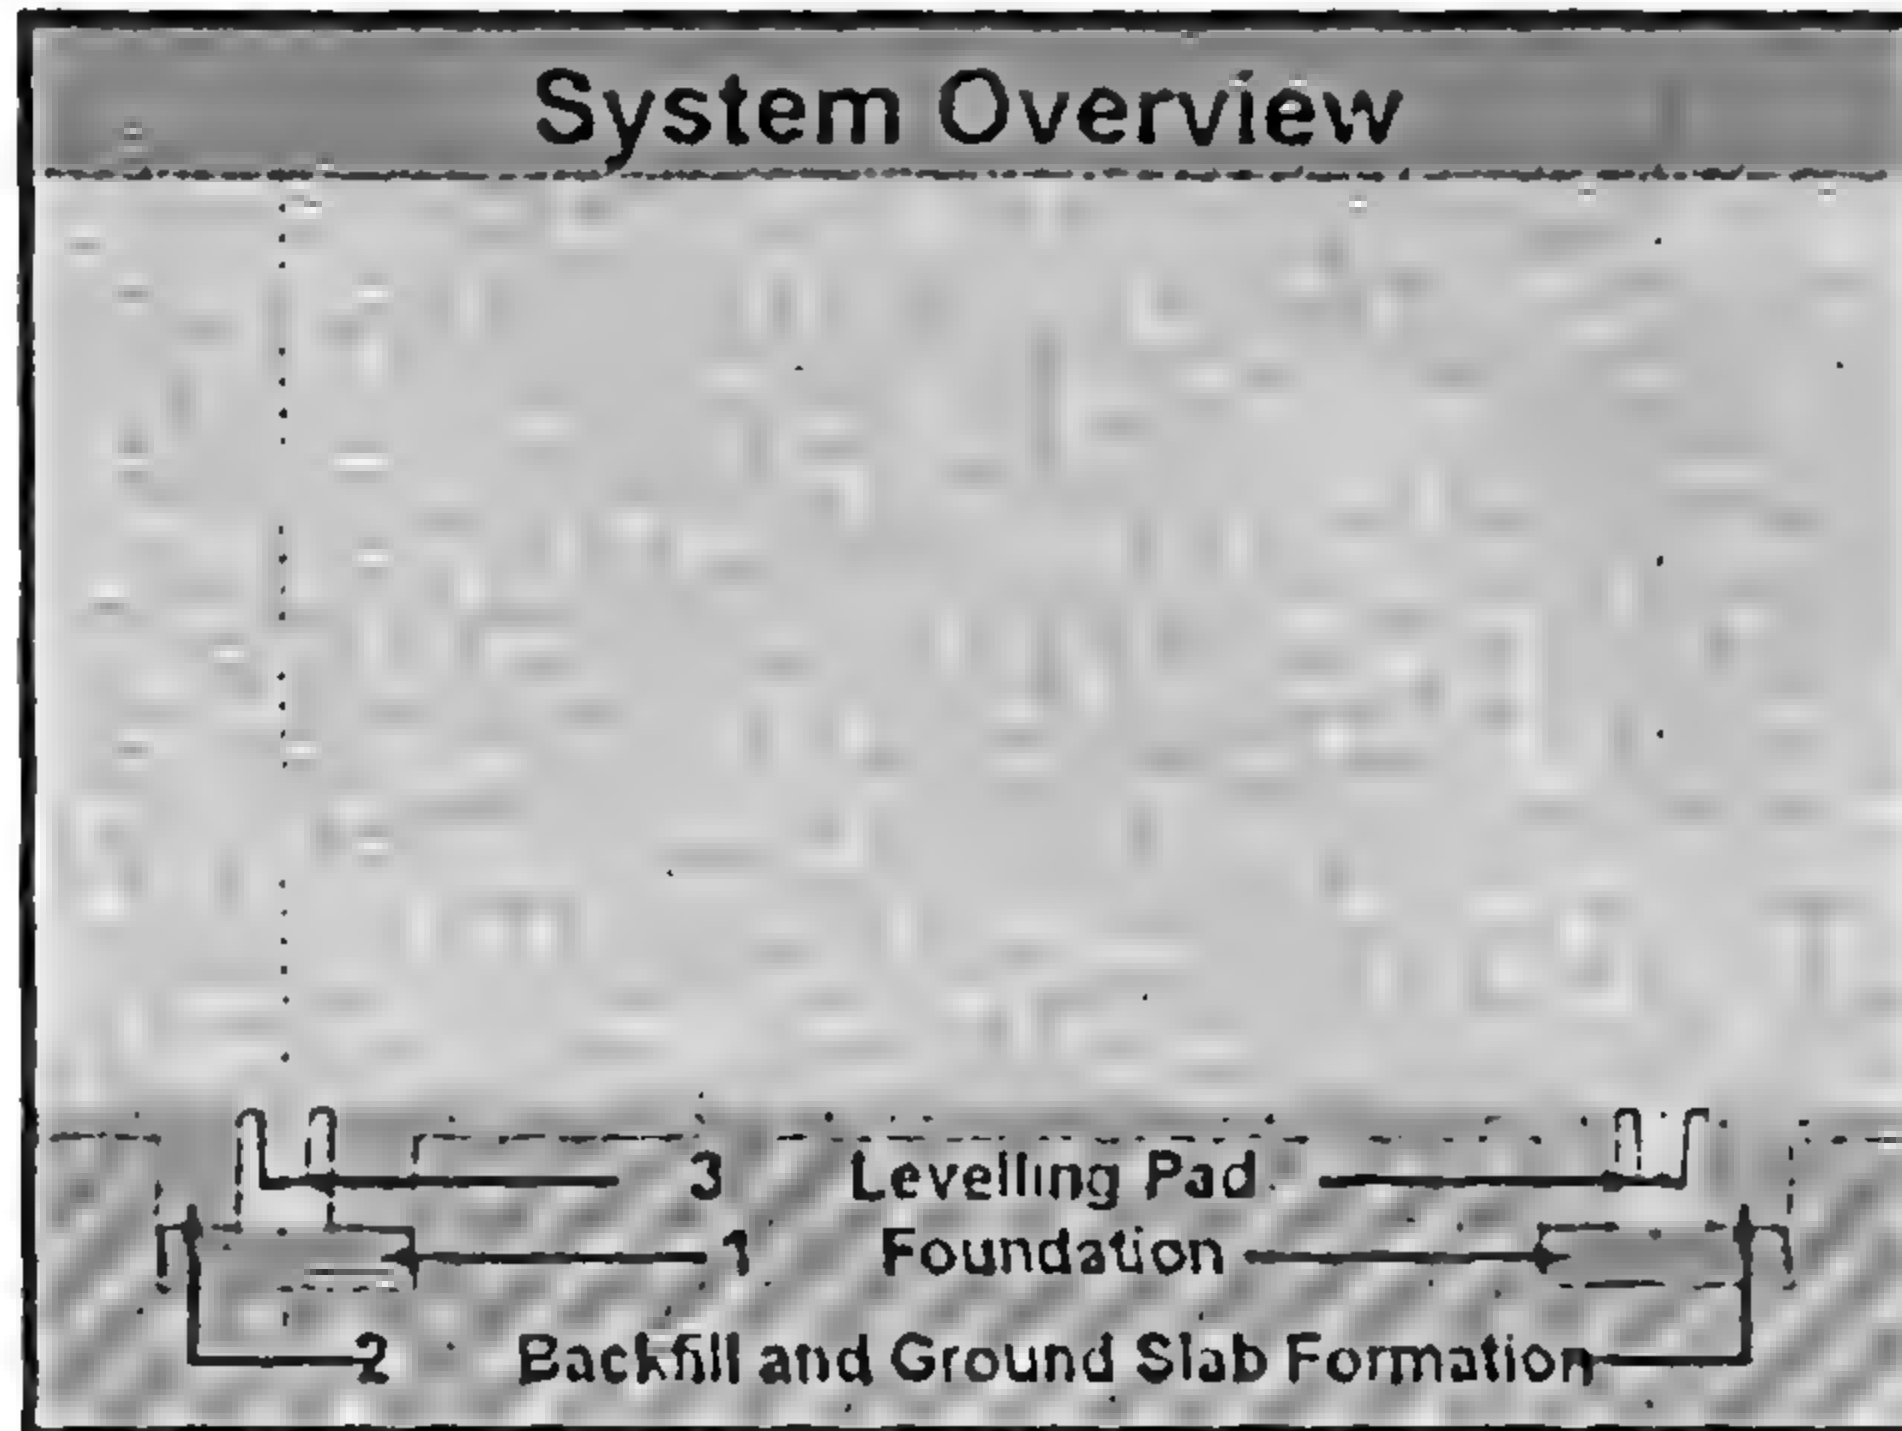 System Overview
3 Levelling Pad
1 Foundation
2 Backfill and Ground Slab Formation